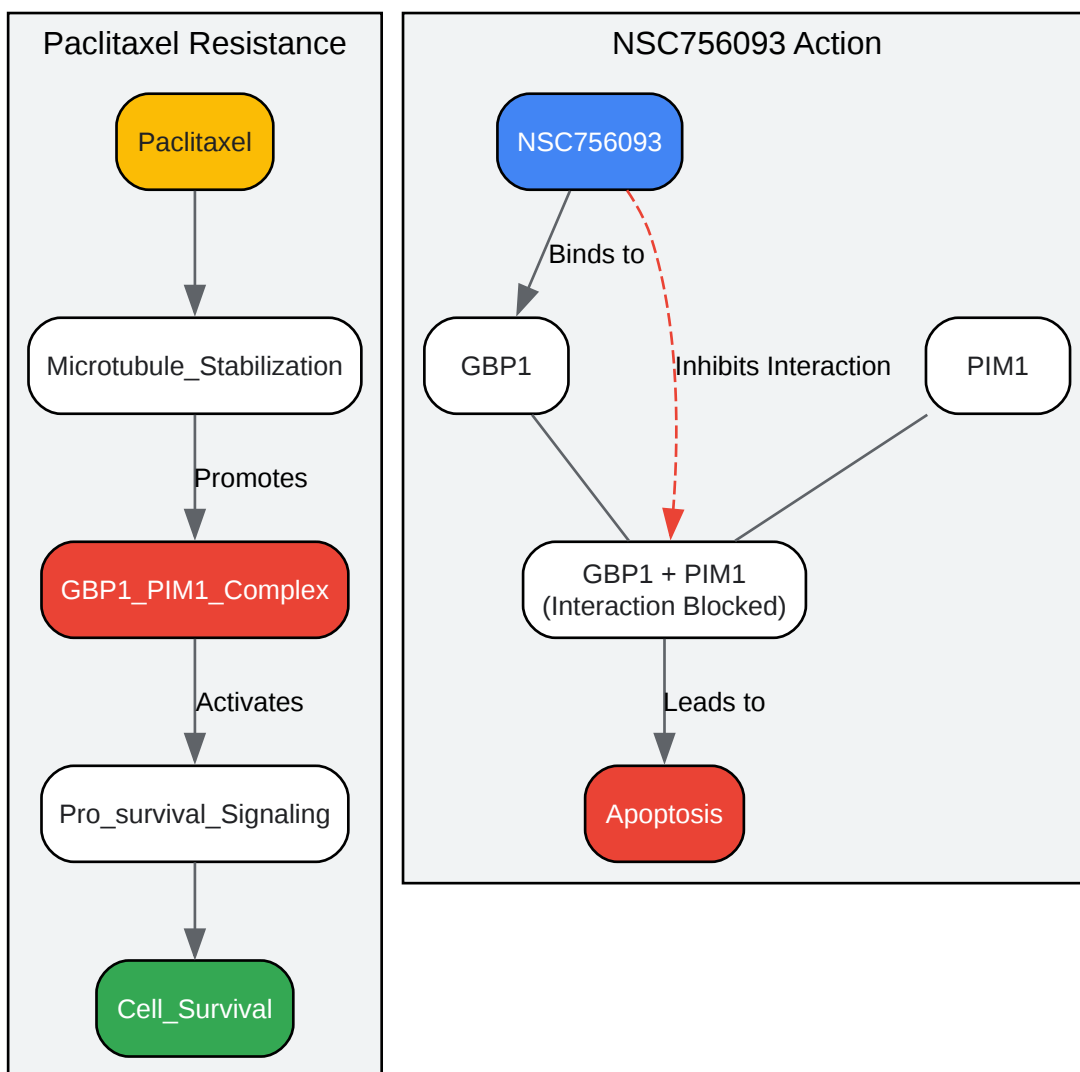 Paclitaxel Resistance
Paclitaxel
Microtubule_Stabilization
Promotes
GBP1_PIM1_Complex
Activates
Pro_survival_Signaling
Cell_Survival
NSC756093 Action
NSC756093
Binds to
GBP1
Inhibits Interaction
PIM1
GBP1 + PIM1
(Interaction Blocked)
Leads to
Apoptosis